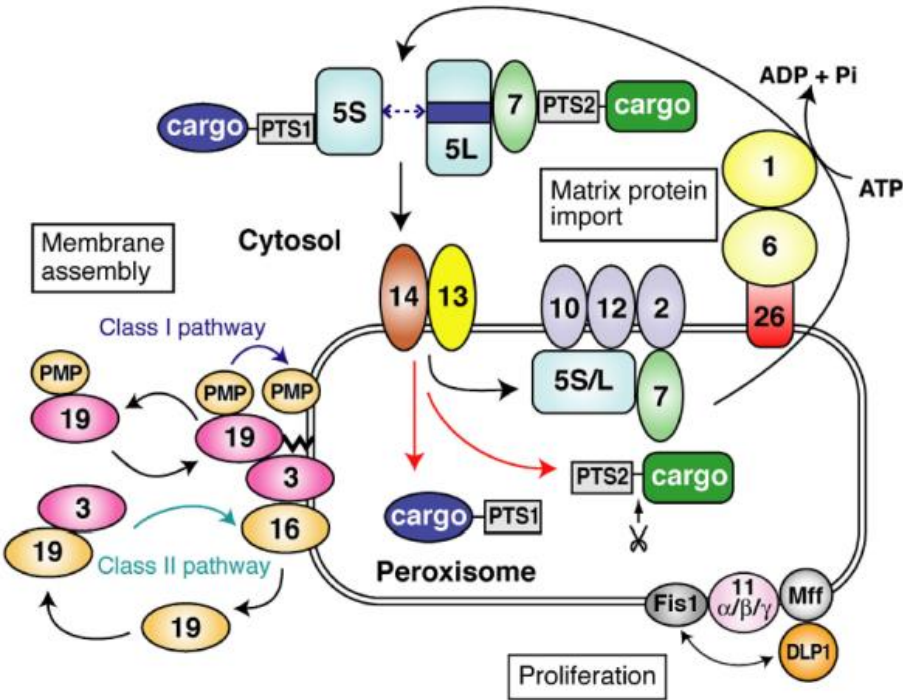 ADP + Pi
cargo PTS1 5S
5L 7 PTS2 cargo
1
ATP
Matrix protein
import
6
Membrane
assembly
Cytosol
14 13
10 12 2
26
Class I pathway
PMP
PMP
PMP
19
19
5S/L
7
3
PTS2 cargo
3
19
16
cargo PTS1
Class II pathway
Peroxisome
19
Fis1
11
α/β/γ
Mff
DLP1
Proliferation